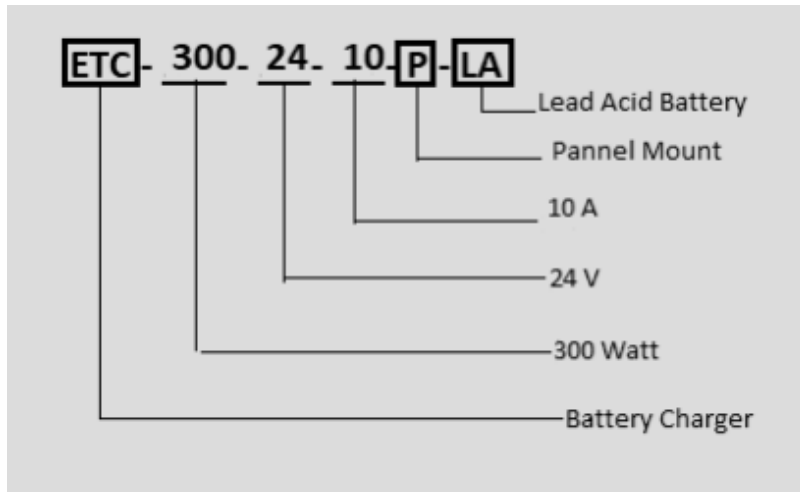 ETC - 300 - 24 - 10 - P - LA
Lead Acid Battery
Pannel Mount
10 A
24 V
300 Watt
Battery Charger